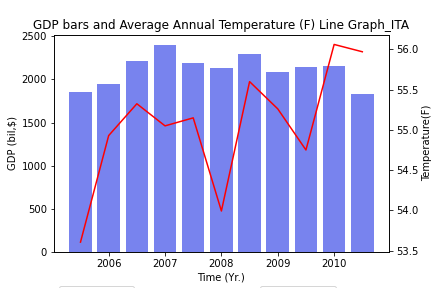 GDP bars and Average Annual Temperature (F) Line Graph_ITA
2500
2000
1500
1000
500
0
GDP (bil,$)
56.0
55.5
55.0
54.5
54.0
53.5
Temperature(F)
2006 2007 2008 2009 2010
Time (Yr.)